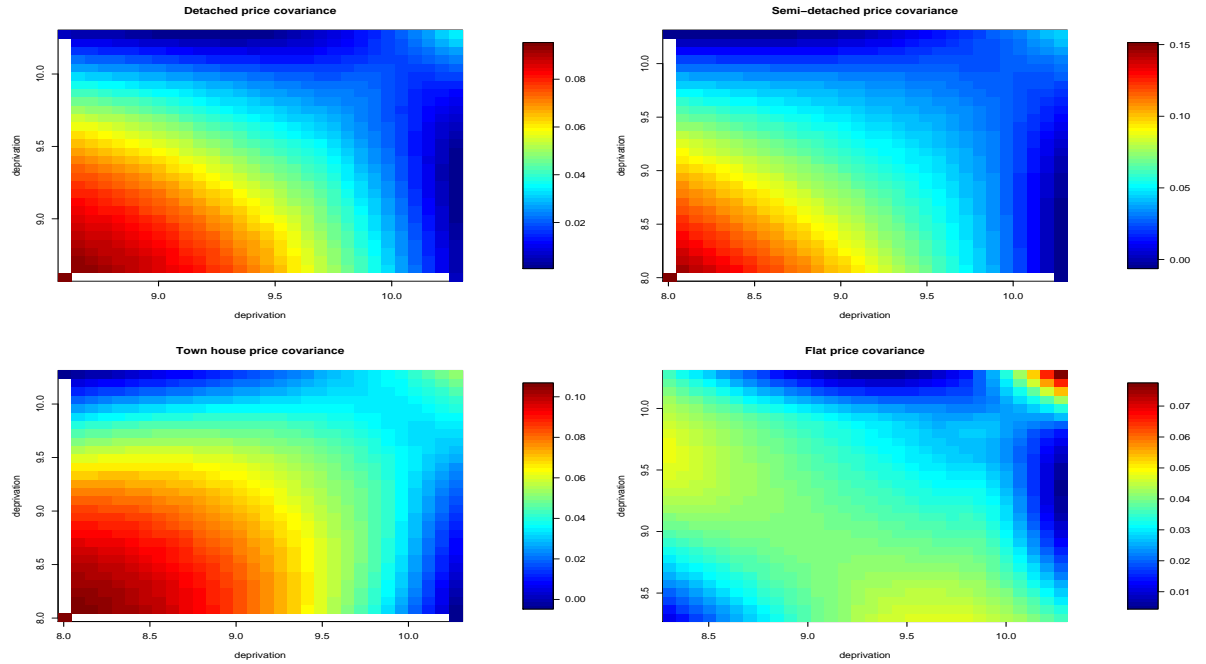 Detached price covariance
deprivation
9.0 9.5 10.0
deprivation
9.0 9.5 10.0
0.02 0.04 0.06 0.08
Semi−detached price covariance
deprivation
8.0 8.5 9.0 9.5 10.0
deprivation
8.0 8.5 9.0 9.5 10.0
0.00 0.05 0.10 0.15
Town house price covariance
deprivation
8.0 8.5 9.0 9.5 10.0
deprivation
8.0 8.5 9.0 9.5 10.0
0.00 0.02 0.04 0.06 0.08 0.10
Flat price covariance
deprivation
8.5 9.0 9.5 10.0
deprivation
8.5 9.0 9.5 10.0
0.01 0.02 0.03 0.04 0.05 0.06 0.07